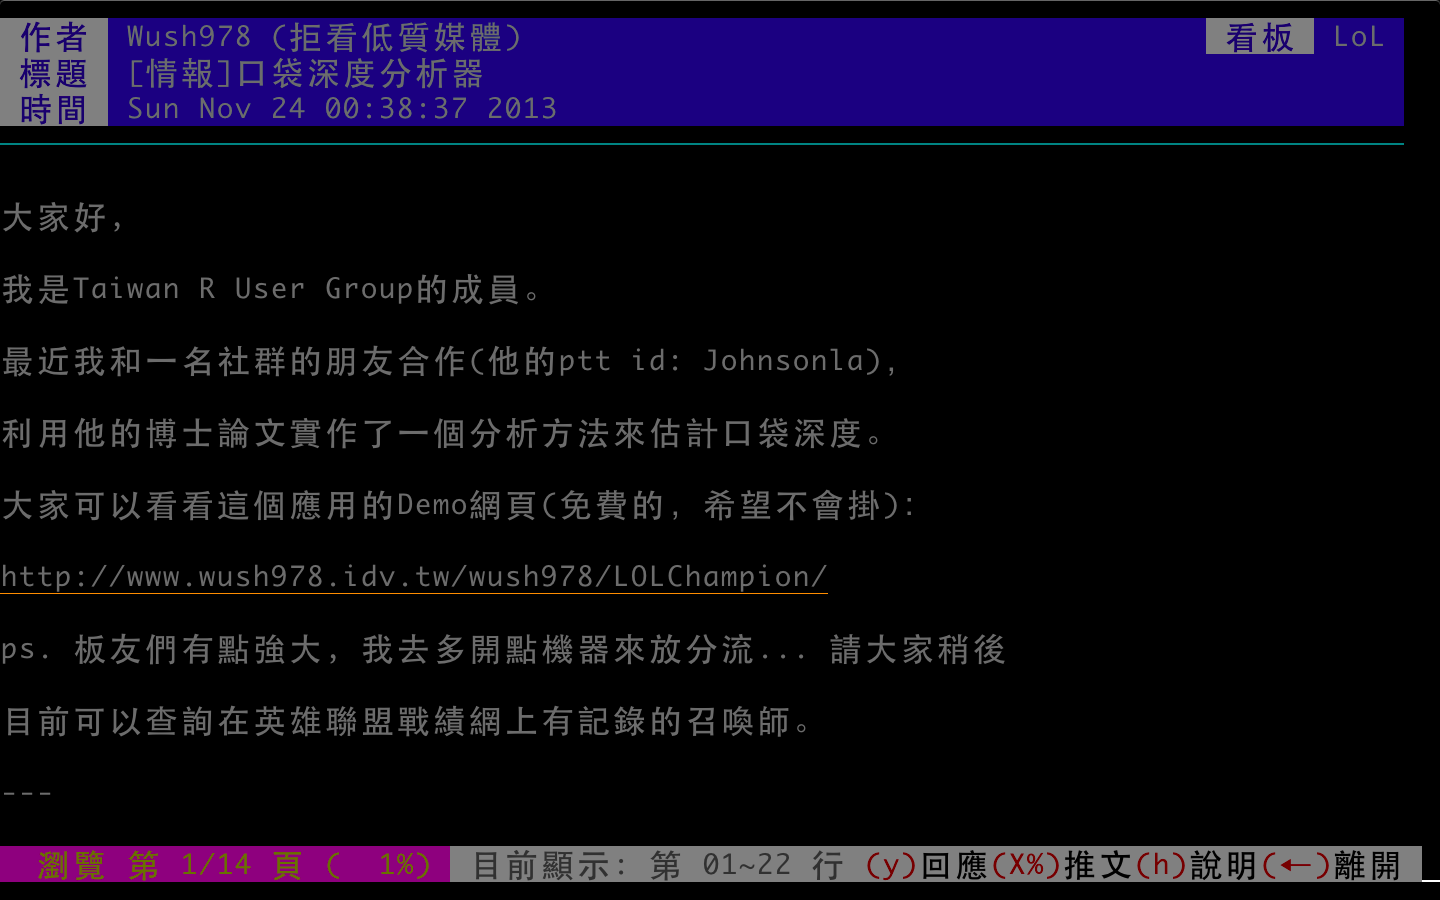 作者 Wush978 (拒看低質媒體) 看板 LoL
標題 [情報]口袋深度分析器
時間 Sun Nov 24 00:38:37 2013
大家好,
我是Taiwan R User Group的成員。
最近我和一名社群的朋友合作(他的ptt id: Johnsonla),
利用他的博士論文實作了一個分析方法來估計口袋深度。
大家可以看看這個應用的Demo網頁(免費的, 希望不會掛):
http://www.wush978.idv.tw/wush978/LOLChampion/
ps. 板友們有點強大, 我去多開點機器來放分流... 請大家稍後
目前可以查詢在英雄聯盟戰績網上有記錄的召喚師。
---
瀏覽 第 1/14 頁 ( 1%) 目前顯示: 第 01~22 行 (y)回應(X%)推文(h)說明(←)離開